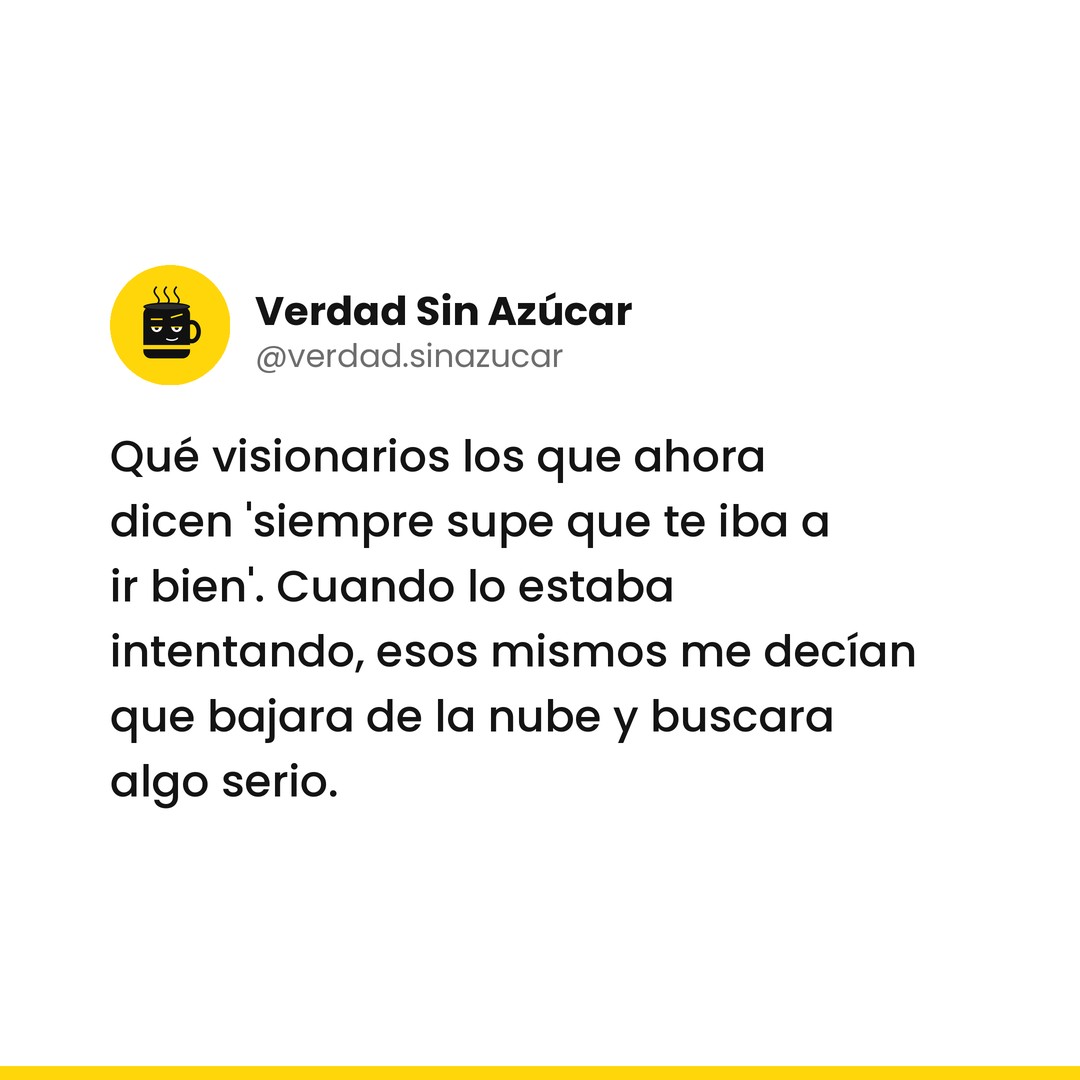 Verdad Sin Azúcar
@verdad.sinazucar
Qué visionarios los que ahora
dicen 'siempre supe que te iba a
ir bien'. Cuando lo estaba
intentando, esos mismos me decían
que bajara de la nube y buscara
algo serio.